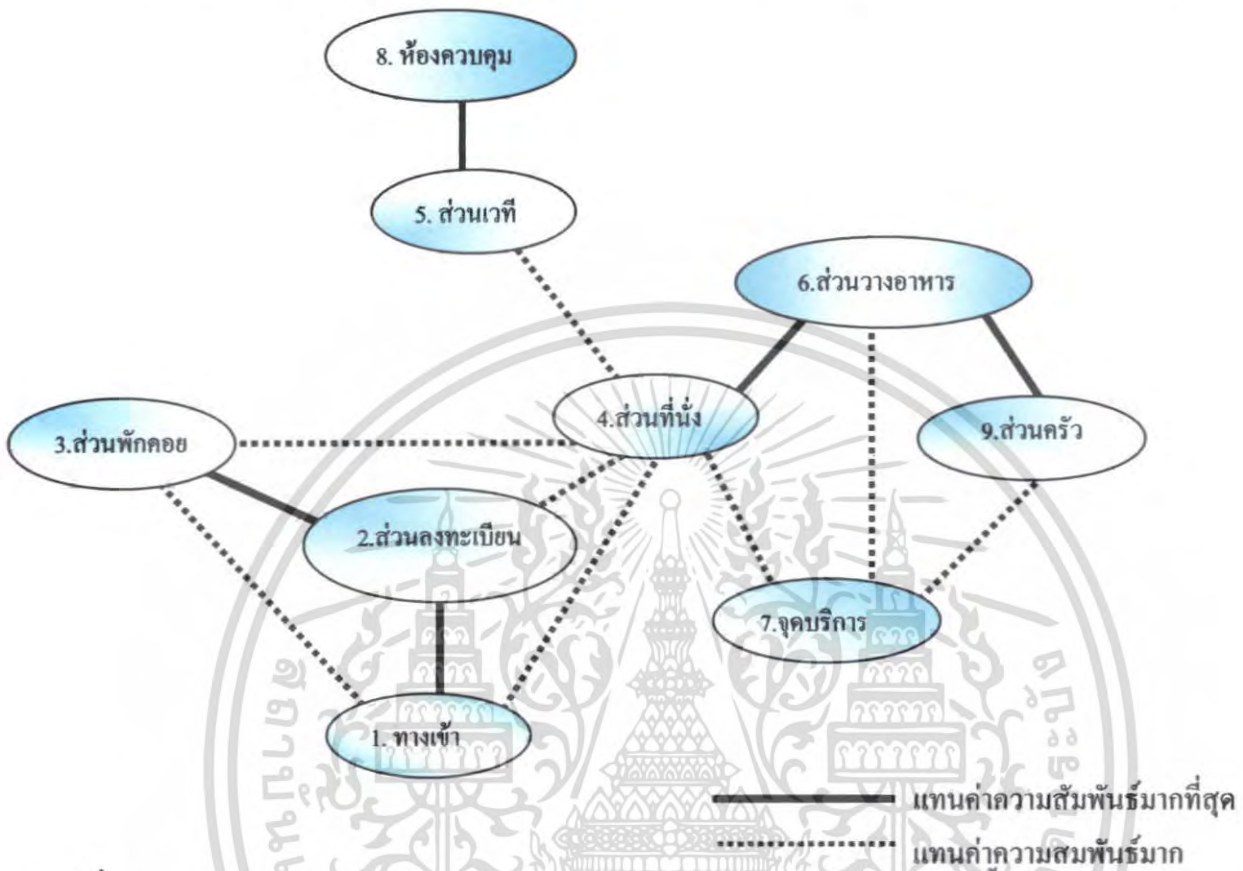 8. ห้องควบคุม
5. ส่วนเวที
6.ส่วนวางอาหาร
4.ส่วนที่นั่ง
3.ส่วนพักคอย
9.ส่วนครัว
2.ส่วนลงทะเบียน
7.จุดบริการ
1. ทางเข้า
แทนค่าความสัมพันธ์มากที่สุด
แทนค่าความสมพันธ์มาก